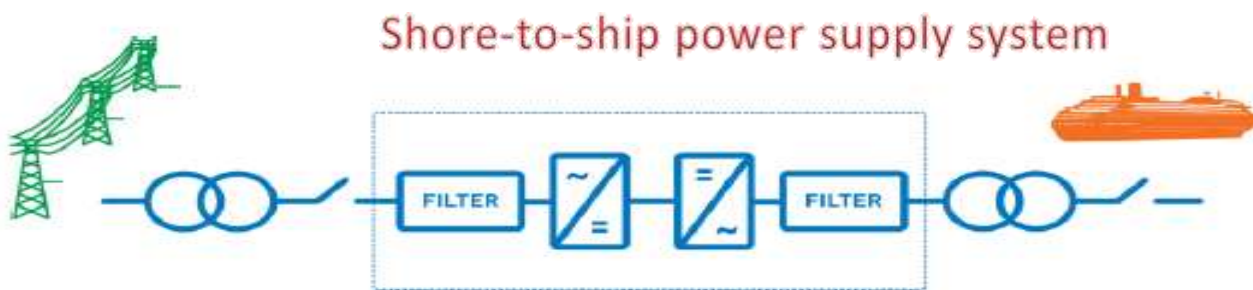 Shore-to-ship power supply system
~ =
FILTER = ~ FILTER